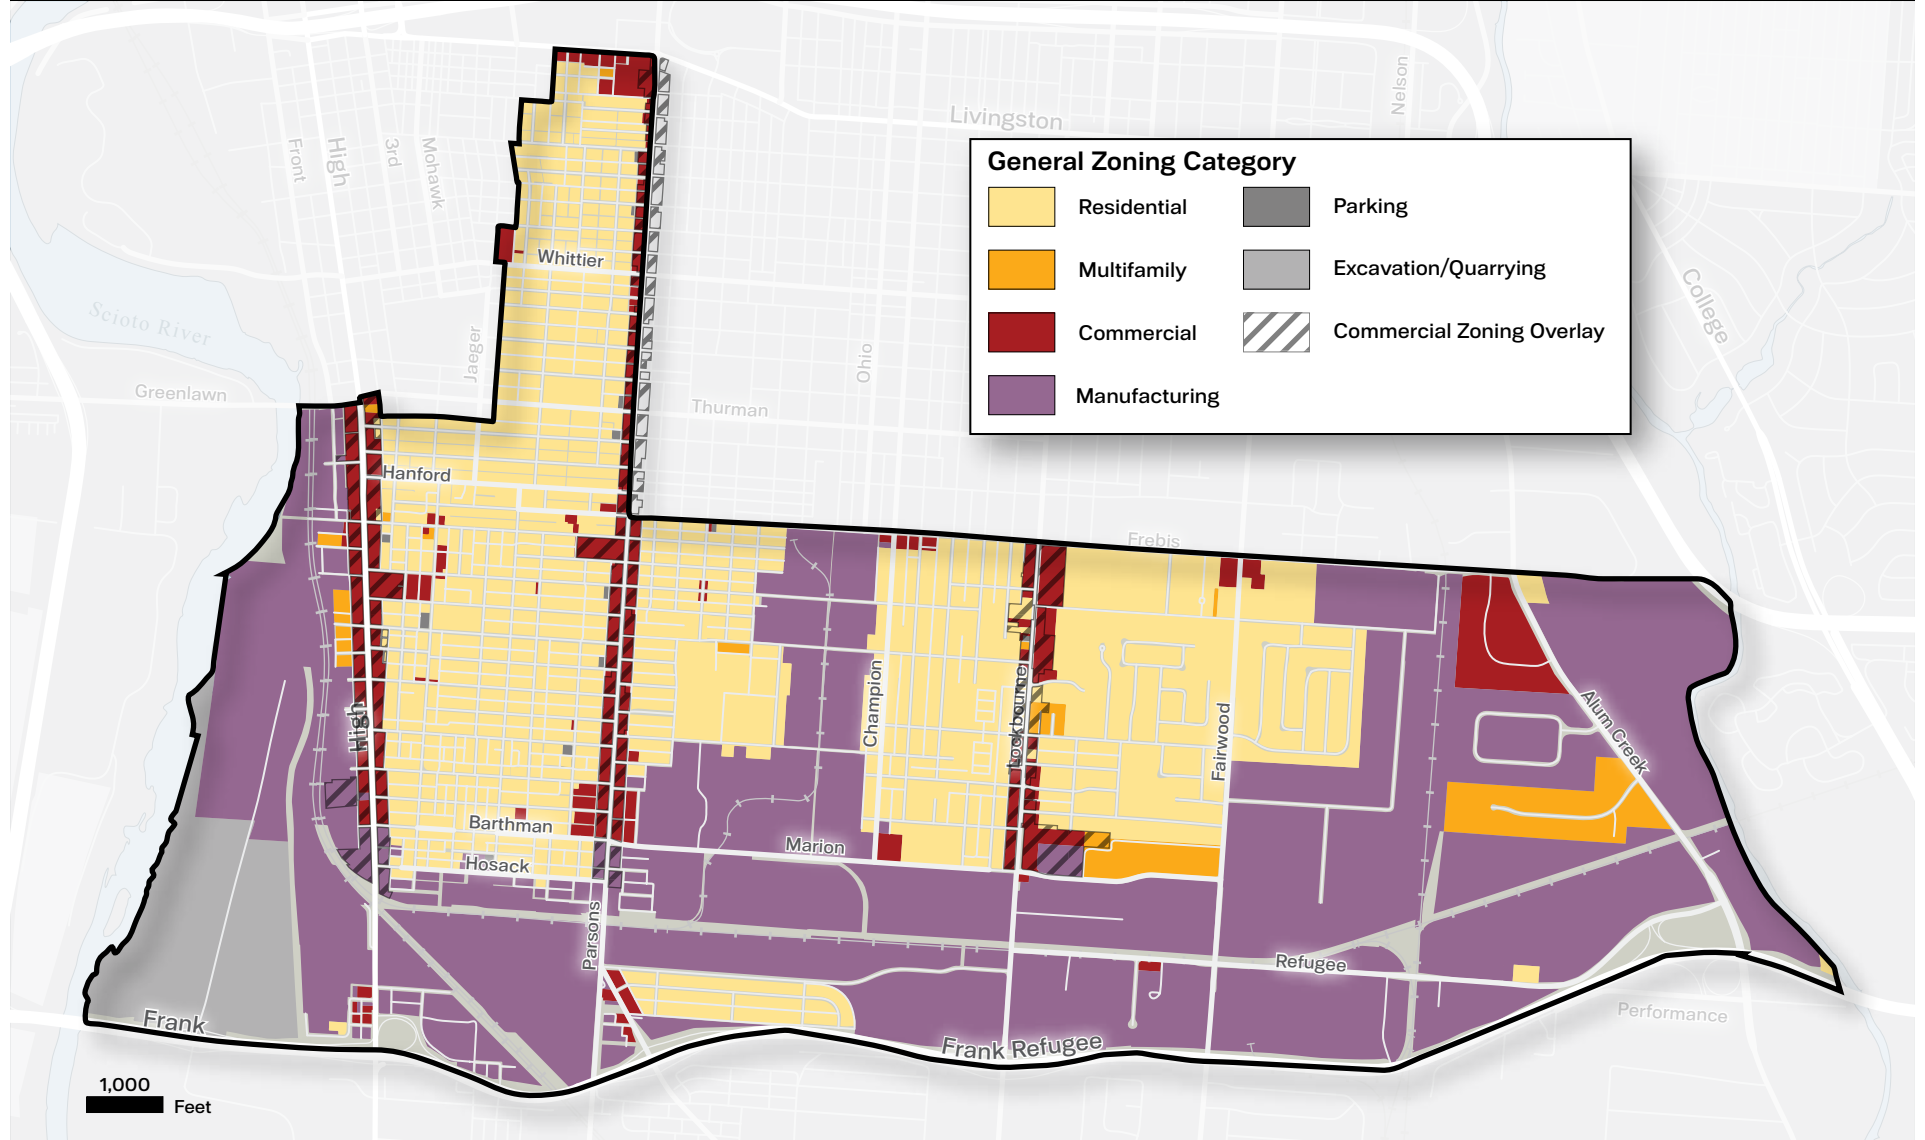 Livingston
Nelson
Front
High
3rd
Mohawk
General Zoning Category
Residential
Parking
Multifamily
Excavation/Quarrying
Commercial
Commercial Zoning Overlay
Manufacturing
Whittier
College
Scioto River
Jaeger
Ohio
Greenlawn
Thurman
Hanford
Frebis
High
Champion
Lockbourne
Fairwood
Alum Creek
Barthman
Marion
Hosack
Parsons
Refugee
Frank
Frank Refugee
Performance
1,000
Feet